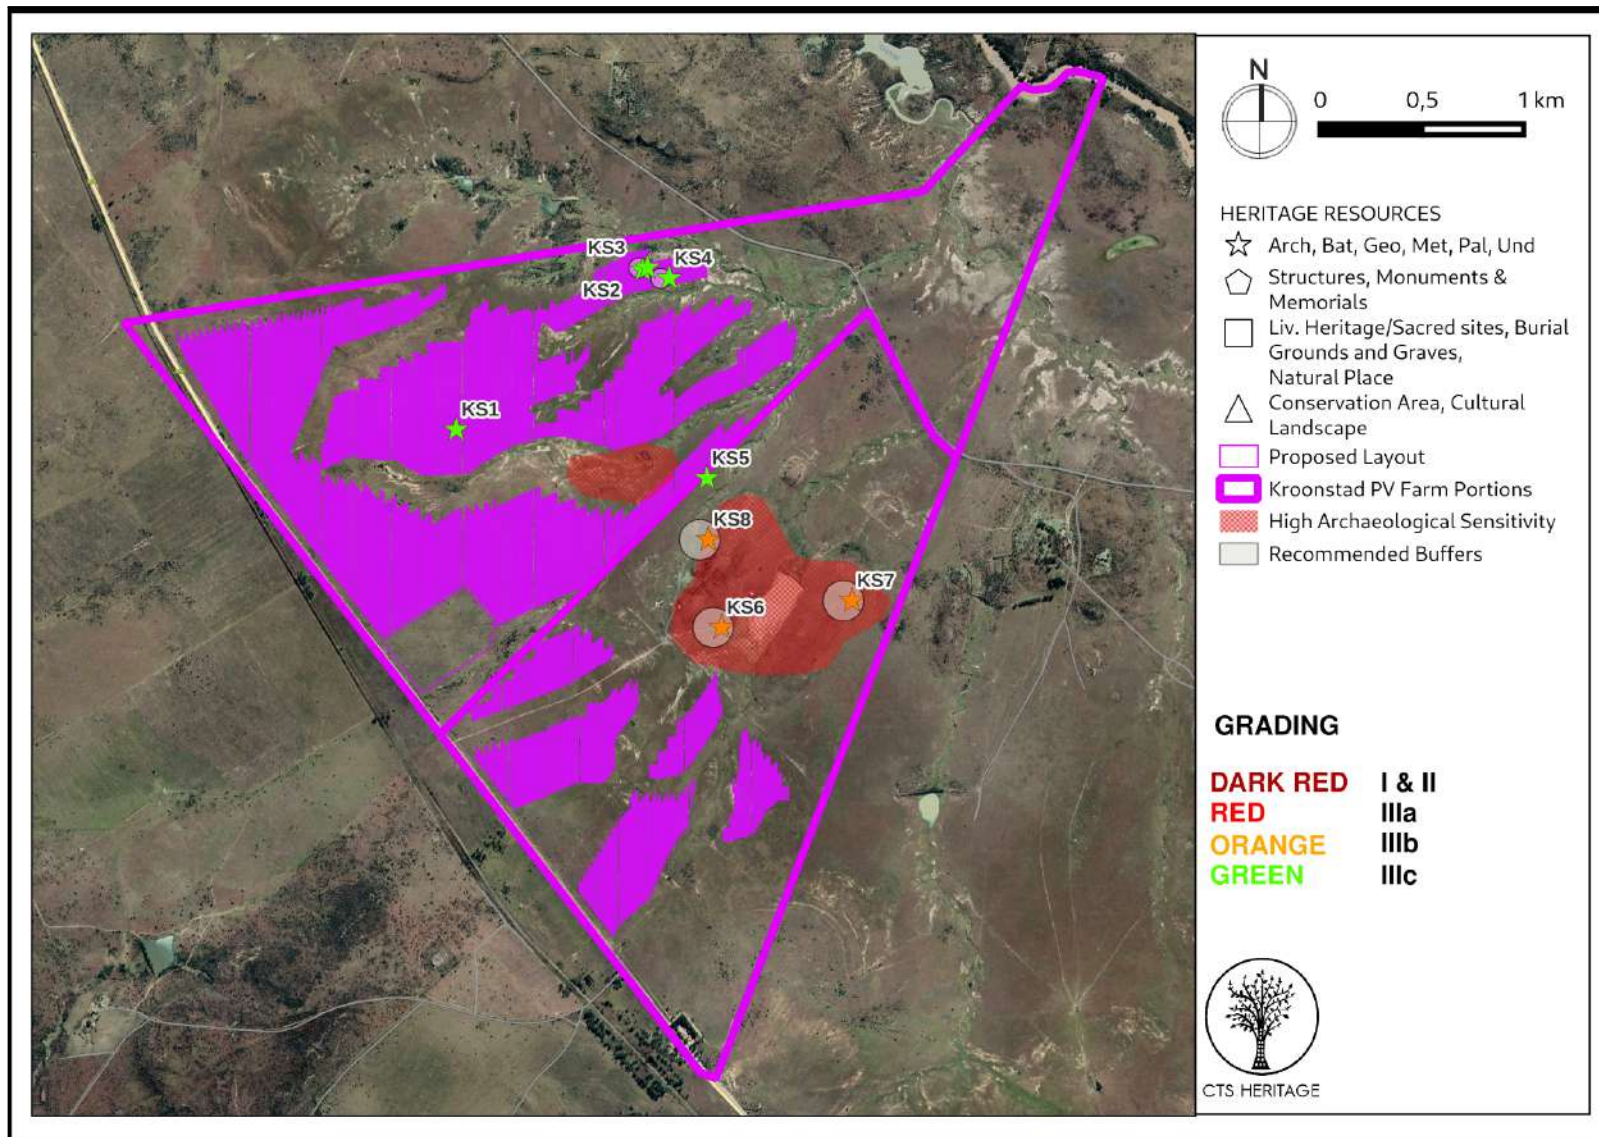 KS3
KS4
KS2
KS1
KS5
KS8
KS7
KS6
N
0 0,5 1 km
HERITAGE RESOURCES
Arch, Bat, Geo, Met, Pal, Und
Structures, Monuments &
Memorials
Liv. Heritage/Sacred sites, Burial
Grounds and Graves,
Natural Place
Conservation Area, Cultural
Landscape
Proposed Layout
Kroonstad PV Farm Portions
High Archaeological Sensitivity
Recommended Buffers
GRADING
DARK RED I & II
RED IIIa
ORANGE IIIb
GREEN IIIc
CTS HERITAGE